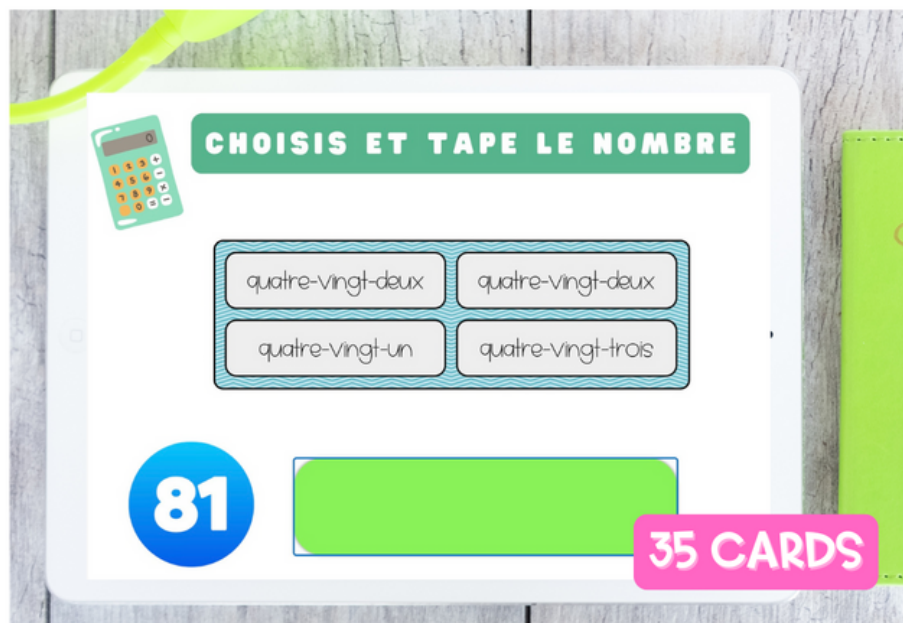 CHOISIS ET TAPE LE NOMBRE
quatre-vingt-deux quatre-vingt-deux
quatre-vingt-un quatre-vingt-trois
81
35 CARDS